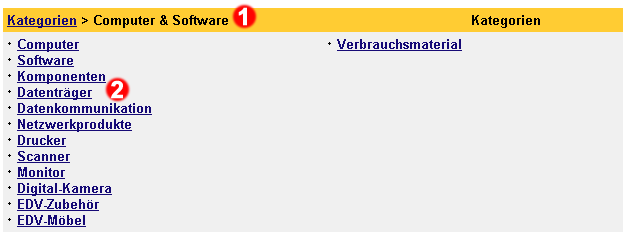 Kategorien > Computer & Software 1 Kategorien
· Computer
· Software
· Komponenten
· Datenträger 2
· Datenkommunikation
· Netzwerkprodukte
· Drucker
· Scanner
· Monitor
· Digital-Kamera
· EDV-Zubehör
· EDV-Möbel
· Verbrauchsmaterial